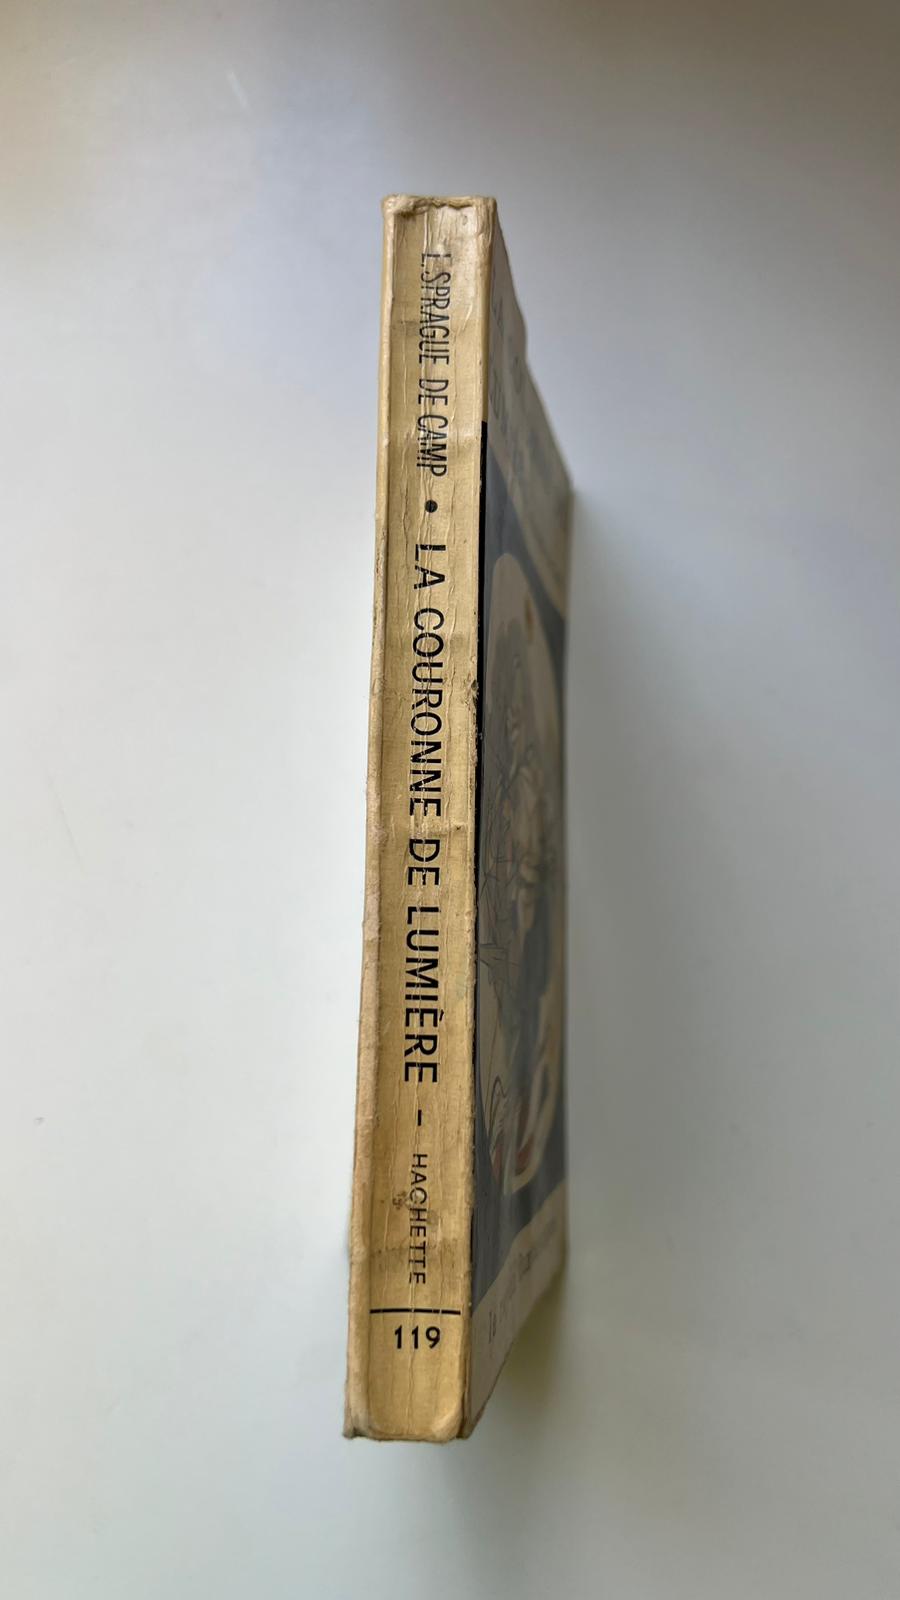 L. SPRAGUE DE CAMP • LA COURONNE DE LUMIÈRE - HACHETTE
119